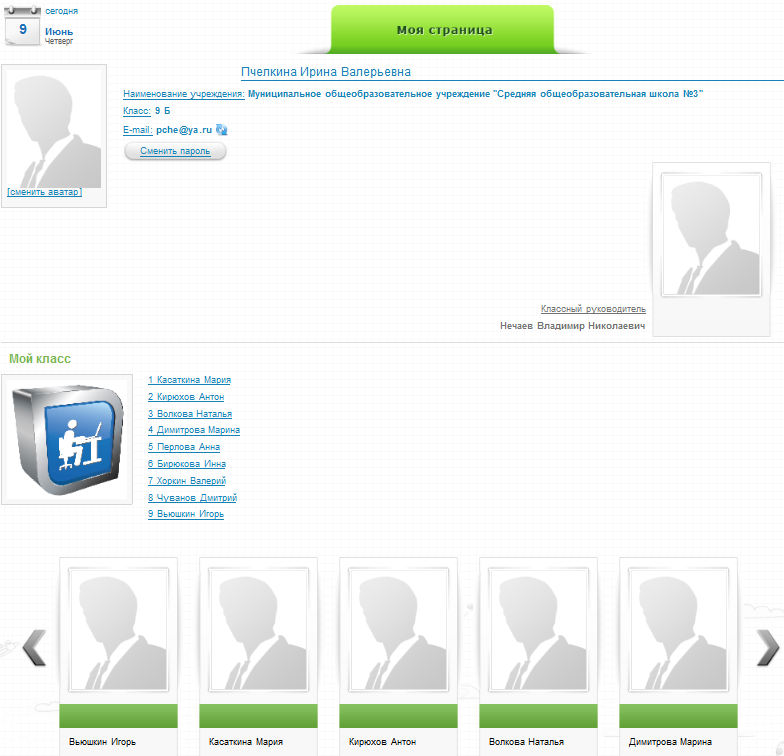 сегодня
9
Июнь
Четверг
Моя страница
Пчелкина Ирина Валерьевна
Наименование учреждения: Муниципальное общеобразовательное учреждение "Средняя общеобразовательная школа №3"
Класс: 9 Б
E-mail: pche@ya.ru
Сменить пароль
[сменить аватар]
Классный руководитель
Нечаев Владимир Николаевич
Мой класс
1 Касаткина Мария
2 Кирюхов Антон
3 Волкова Наталья
4 Димитрова Марина
5 Перлова Анна
6 Бирюкова Инна
7 Хоркин Валерий
8 Чуванов Дмитрий
9 Вьюшкин Игорь
Вьюшкин Игорь
Касаткина Мария
Кирюхов Антон
Волкова Наталья
Димитрова Марина